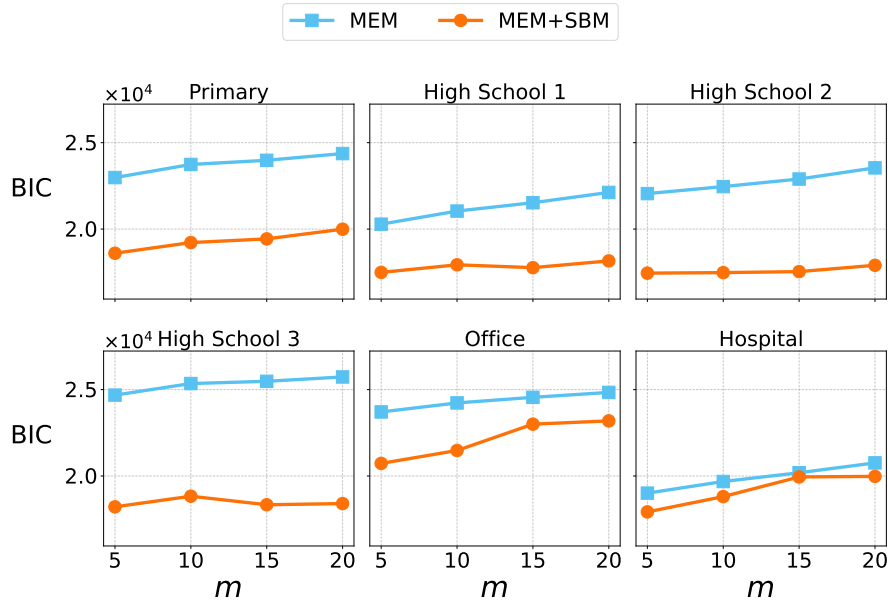 MEM MEM+SBM
×10⁴ Primary High School 1 High School 2
2.5
BIC
2.0
×10⁴ High School 3 Office Hospital
2.5
BIC
2.0
5 10 15 20 5 10 15 20 5 10 15 20
m m m